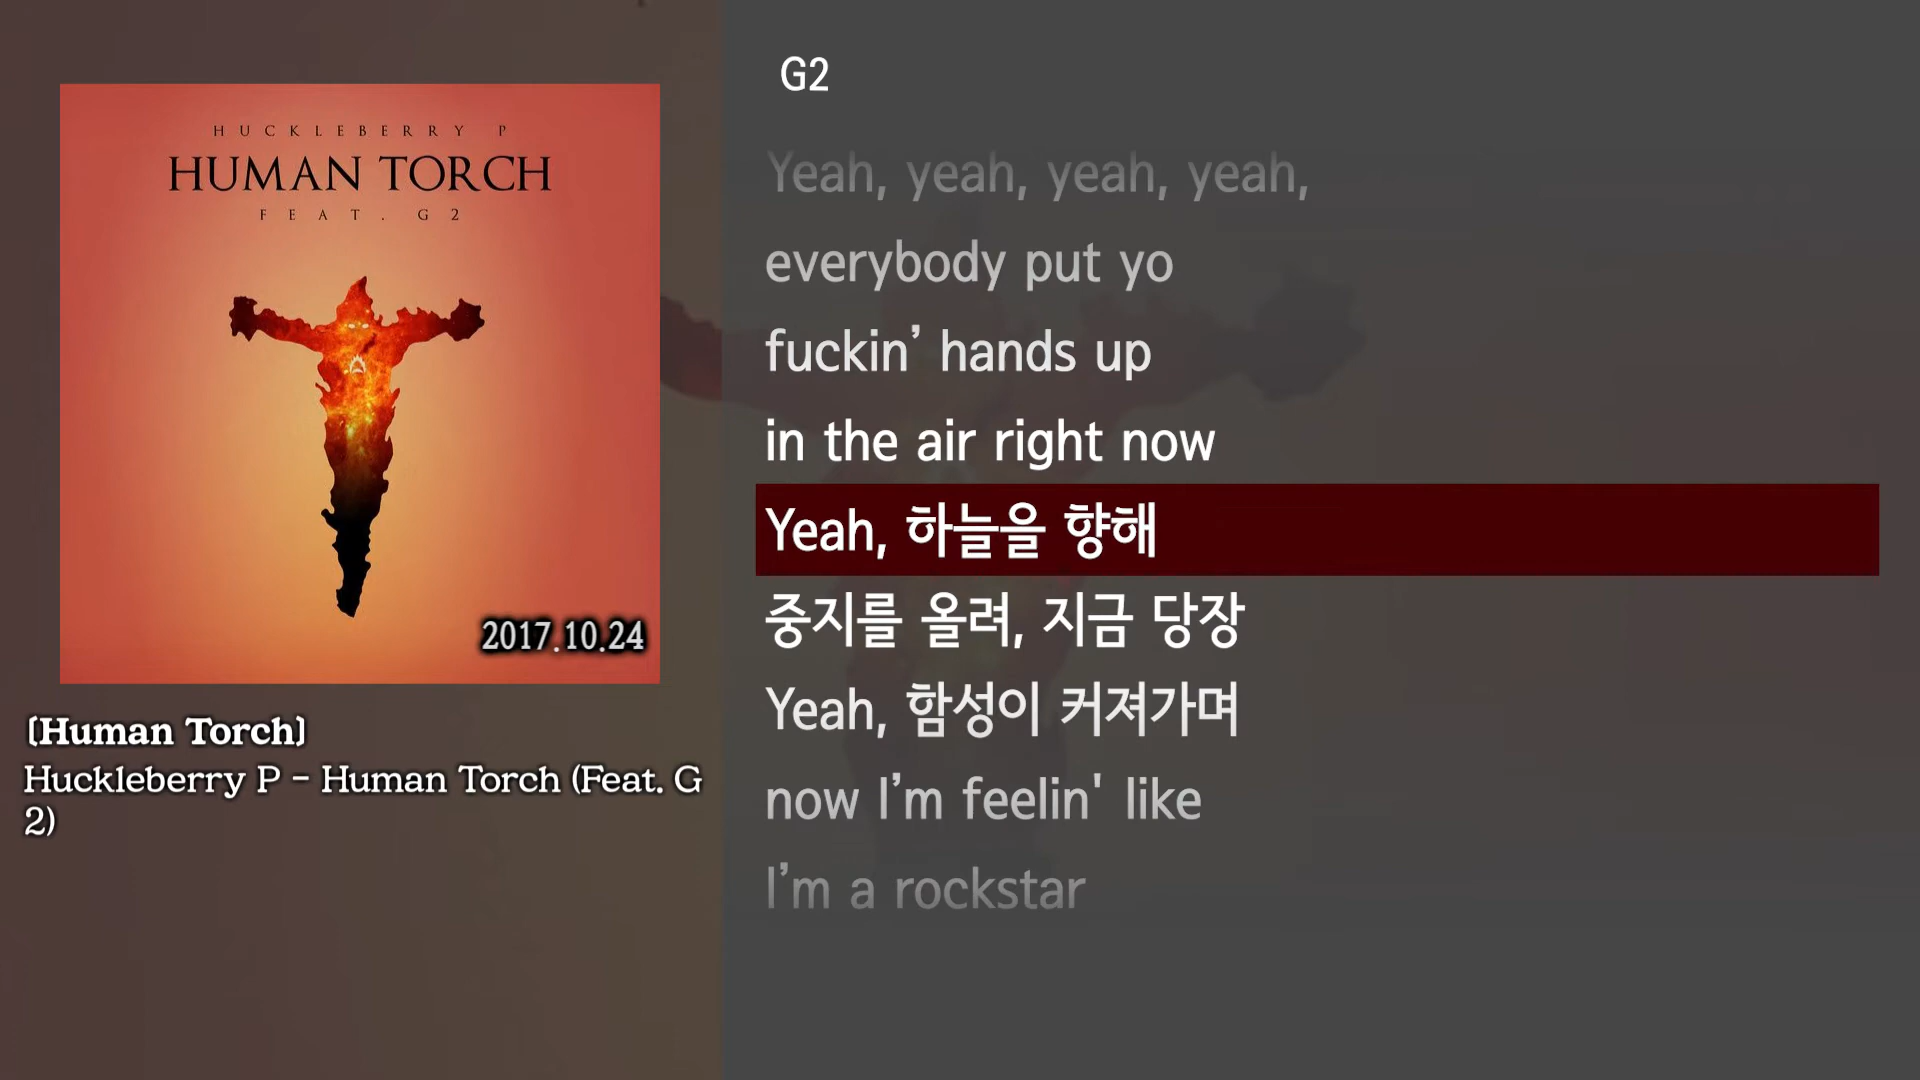 HUCKLEBERRY P
HUMAN TORCH
FEAT. G2
2017.10.24
[Human Torch]
Huckleberry P - Human Torch (Feat. G
2)
G2
Yeah, yeah, yeah, yeah,
everybody put yo
fuckin’ hands up
in the air right now
Yeah, 하늘을 향해
중지를 올려, 지금 당장
Yeah, 함성이 커져가며
now I’m feelin' like
I’m a rockstar